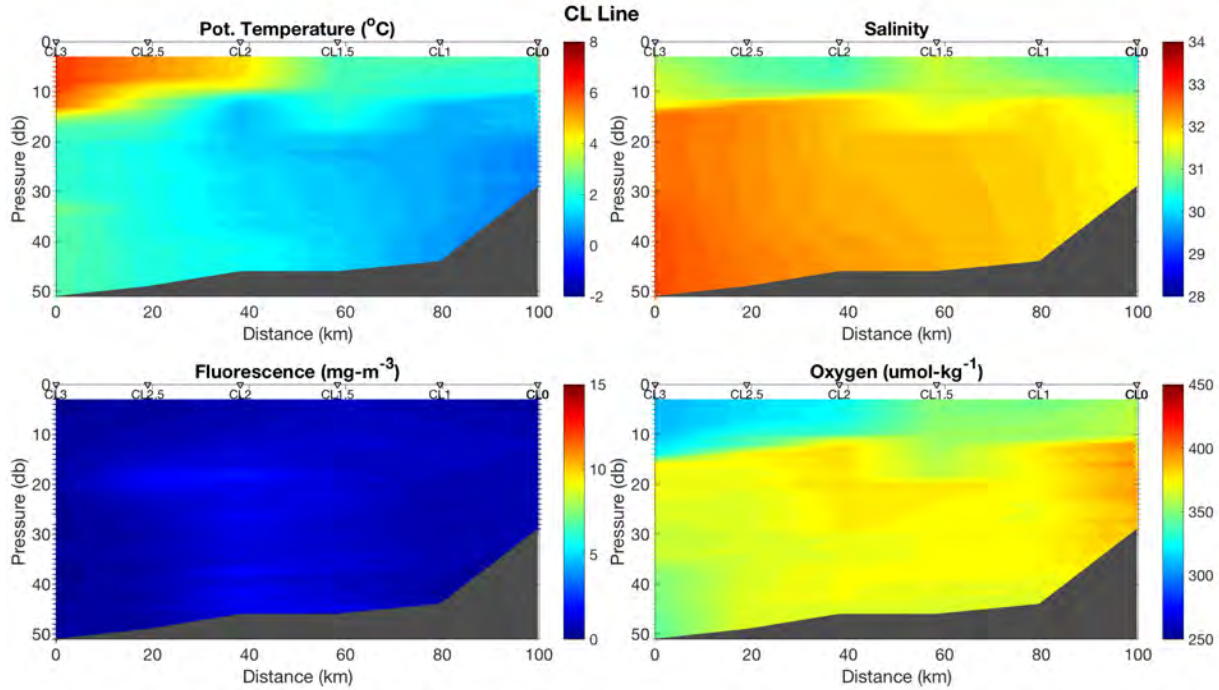 CL Line
Pot. Temperature (°C)
CL3 CL2.5 CL2 CL1.5 CL1 CL0
0
10
20
30
40
50
Pressure (db)
0 20 40 60 80 100
Distance (km)
8
6
4
2
0
-2
Salinity
CL3 CL2.5 CL2 CL1.5 CL1 CL0
0
10
20
30
40
50
Pressure (db)
0 20 40 60 80 100
Distance (km)
34
33
32
31
30
29
28
Fluorescence (mg-m⁻³)
CL3 CL2.5 CL2 CL1.5 CL1 CL0
0
10
20
30
40
50
Pressure (db)
0 20 40 60 80 100
Distance (km)
15
10
5
0
Oxygen (umol-kg⁻¹)
CL3 CL2.5 CL2 CL1.5 CL1 CL0
0
10
20
30
40
50
Pressure (db)
0 20 40 60 80 100
Distance (km)
450
400
350
300
250